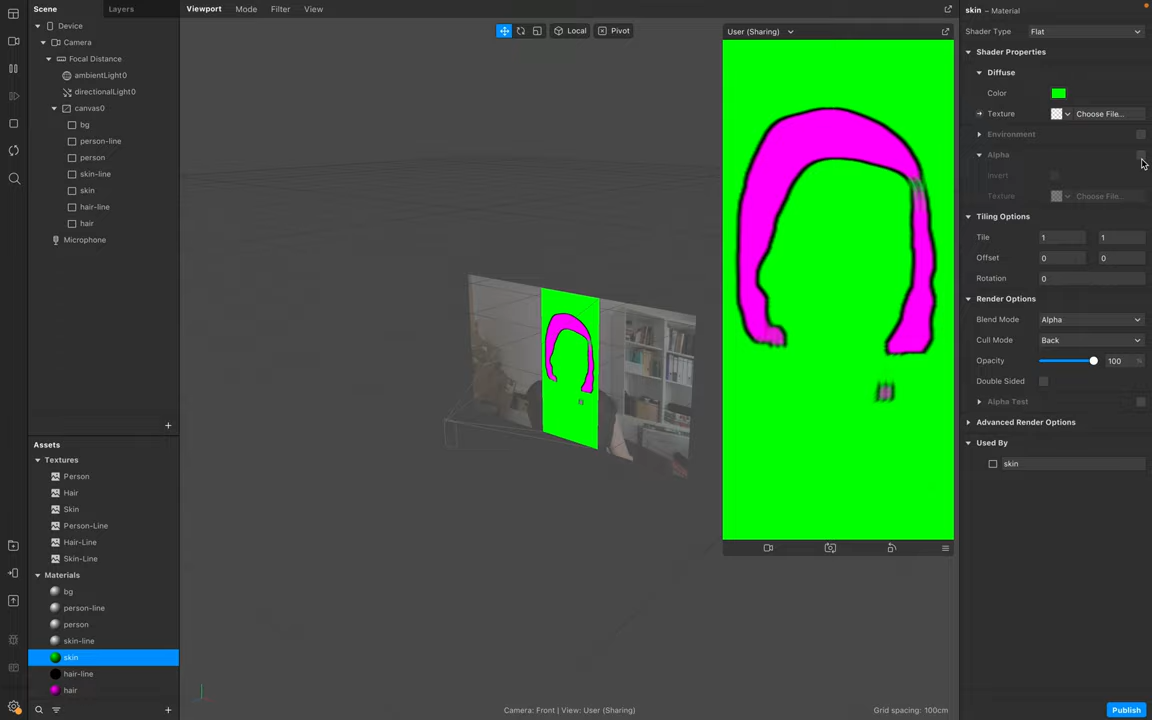 Scene
Layers
Device
Camera
Focal Distance
ambientLight0
directionalLight0
canvas0
bg
person-line
person
skin-line
skin
hair-line
hair
Microphone
Assets
Textures
Person
Hair
Skin
Person-Line
Hair-Line
Skin-Line
Materials
bg
person-line
person
skin-line
skin
hair-line
hair
Viewport
Mode
Filter
View
Local
Pivot
User (Sharing)
Camera: Front | View: User (Sharing)
Grid spacing: 100cm
skin – Material
Shader Type
Flat
Shader Properties
Diffuse
Color
Texture
Choose File...
Environment
Alpha
Invert
Texture
Choose File...
Tiling Options
Tile
1
1
Offset
0
0
Rotation
0
Render Options
Blend Mode
Alpha
Cull Mode
Back
Opacity
100
%
Double Sided
Alpha Test
Advanced Render Options
Used By
skin
Publish